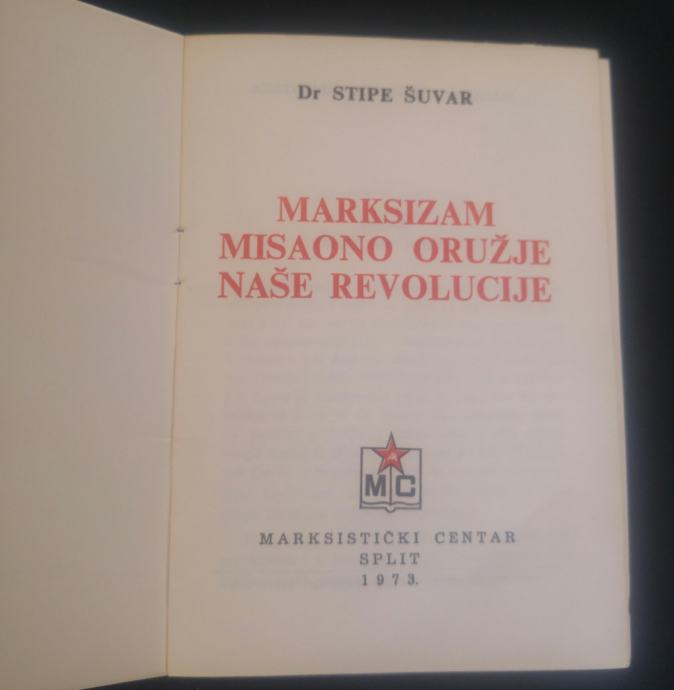 Dr STIPE ŠUVAR
MARKSIZAM
MISAONO ORUŽJE
NAŠE REVOLUCIJE
MC
MARKSISTIČKI CENTAR
SPLIT
1973.